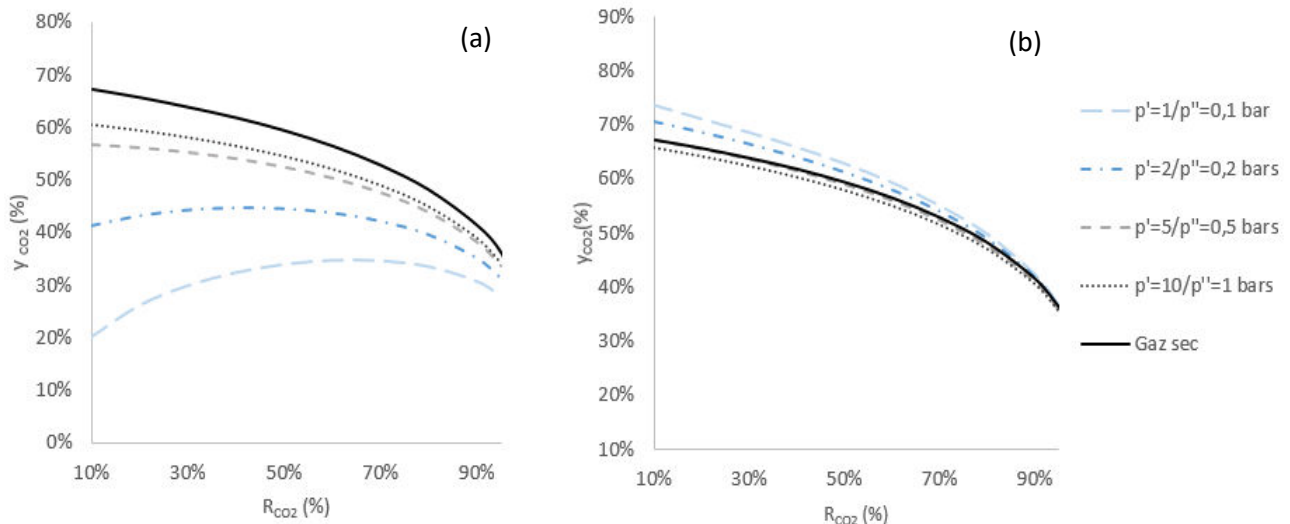 (a)
80%
70%
60%
50%
40%
30%
20%
10%
0%
y CO2 (%)
10% 30% 50% 70% 90%
RCO2 (%)
(b)
90%
80%
70%
60%
50%
40%
30%
20%
10%
yCO2(%)
10% 30% 50% 70% 90%
RCO2 (%)
p'=1/p''=0,1 bar
p'=2/p''=0,2 bars
p'=5/p''=0,5 bars
p'=10/p''=1 bars
Gaz sec